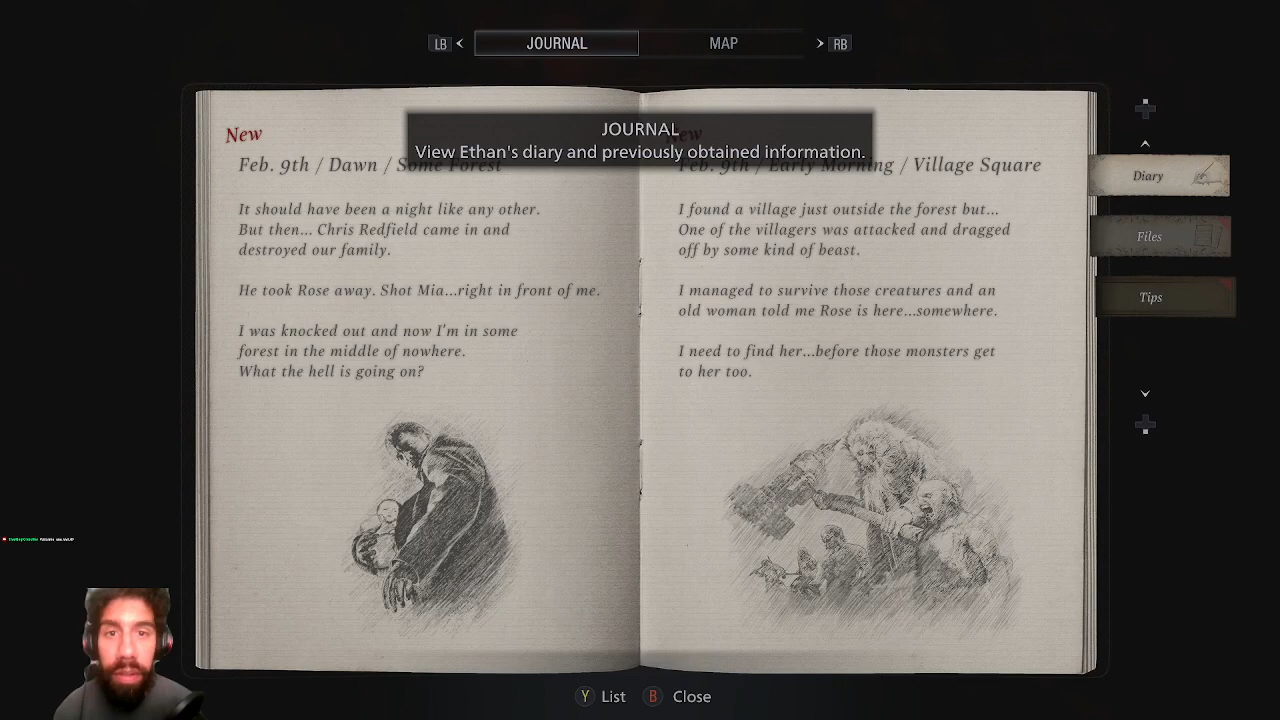 LB JOURNAL MAP RB
JOURNAL
View Ethan's diary and previously obtained information.
New
Feb. 9th / Dawn / Some Forest
It should have been a night like any other.
But then... Chris Redfield came in and
destroyed our family.
He took Rose away. Shot Mia...right in front of me.
I was knocked out and now I'm in some
forest in the middle of nowhere.
What the hell is going on?
New
Feb. 9th / Early Morning / Village Square
I found a village just outside the forest but...
One of the villagers was attacked and dragged
off by some kind of beast.
I managed to survive those creatures and an
old woman told me Rose is here...somewhere.
I need to find her...before those monsters get
to her too.
Diary
Files
Tips
Y List B Close